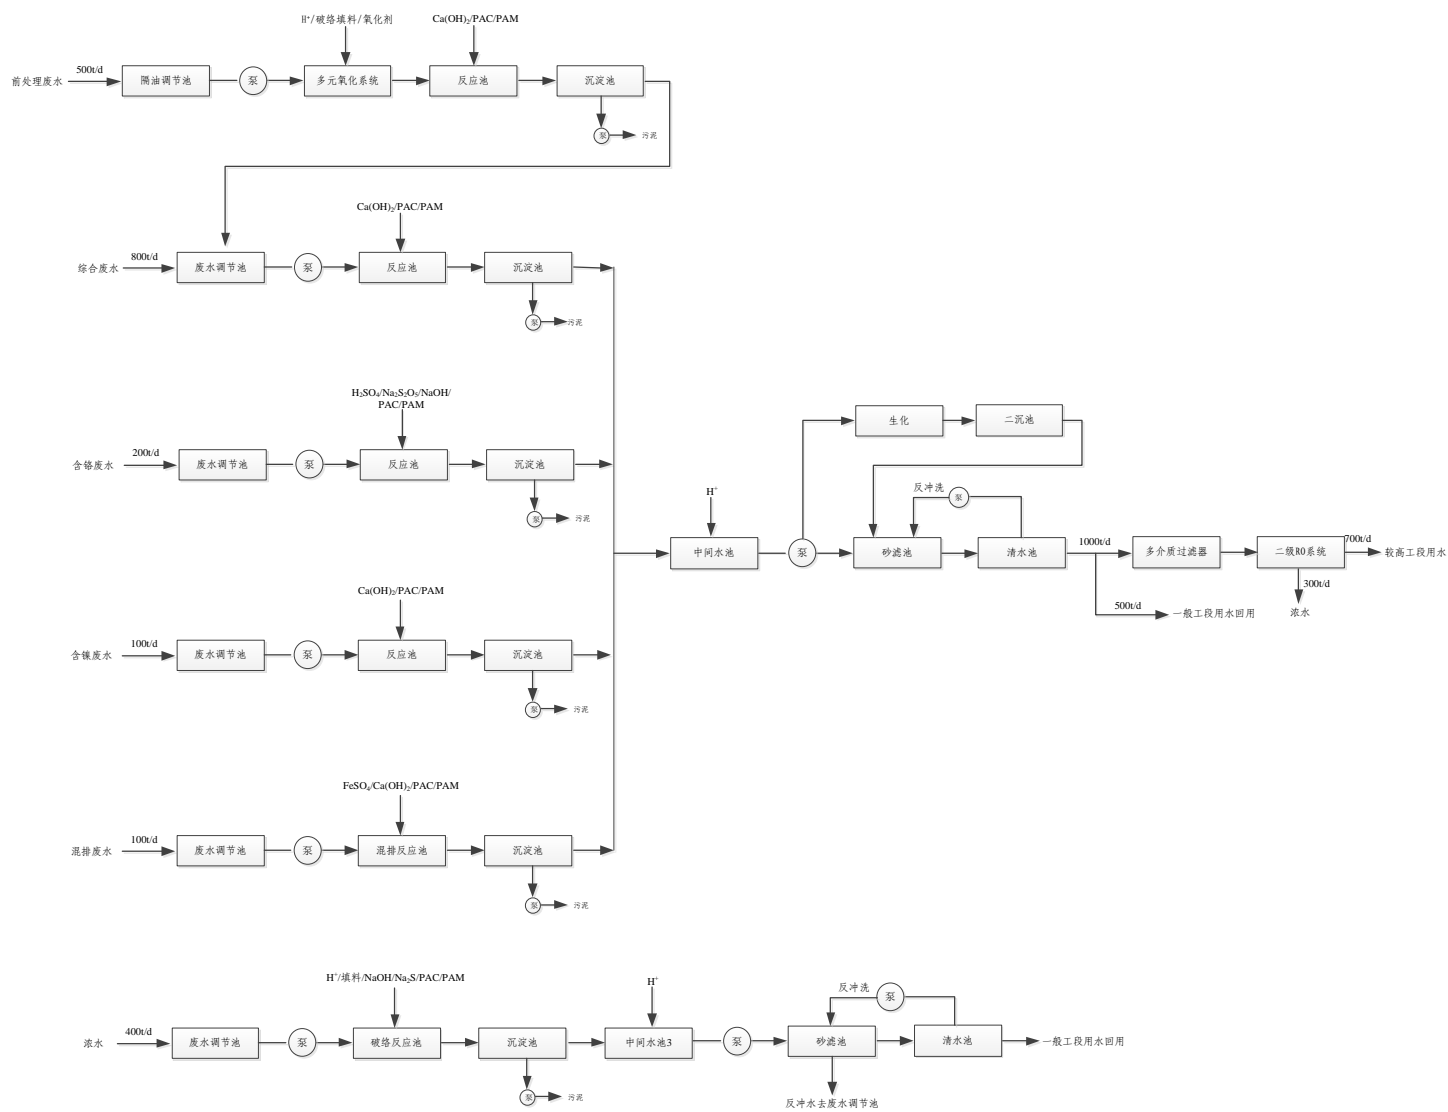 H⁺/破络填料/氧化剂
Ca(OH)₂/PAC/PAM
前处理废水
500t/d
隔油调节池
泵
多元氧化系统
反应池
沉淀池
泵
污泥
Ca(OH)₂/PAC/PAM
综合废水
800t/d
废水调节池
泵
反应池
沉淀池
泵
污泥
H₂SO₄/Na₂S₂O₅/NaOH/
PAC/PAM
含铬废水
200t/d
废水调节池
泵
反应池
沉淀池
泵
污泥
Ca(OH)₂/PAC/PAM
含镍废水
100t/d
废水调节池
泵
反应池
沉淀池
泵
污泥
FeSO₄/Ca(OH)₂/PAC/PAM
混排废水
100t/d
废水调节池
泵
混排反应池
沉淀池
泵
污泥
H⁺
中间水池
泵
生化
二沉池
反冲洗
泵
砂滤池
清水池
1000t/d
多介质过滤器
二级RO系统
700t/d
较高工段用水
300t/d
浓水
500t/d
一般工段用水回用
H⁺/填料/NaOH/Na₂S/PAC/PAM
浓水
400t/d
废水调节池
泵
破络反应池
沉淀池
泵
污泥
H⁺
中间水池3
泵
反冲洗
泵
砂滤池
清水池
一般工段用水回用
反冲水去废水调节池